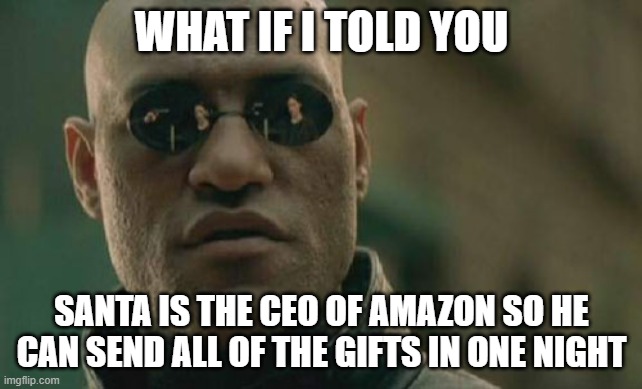 WHAT IF I TOLD YOU
SANTA IS THE CEO OF AMAZON SO HE
CAN SEND ALL OF THE GIFTS IN ONE NIGHT
imgflip.com